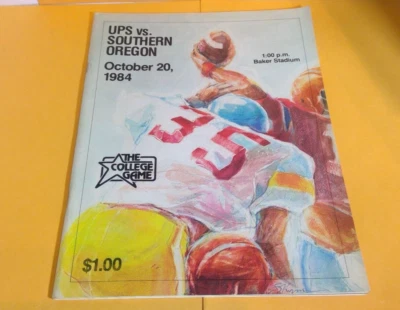 UPS vs.
SOUTHERN
OREGON
October 20,
1984
1:00 p.m.
Baker Stadium
35
THE
COLLEGE
GAME
$1.00